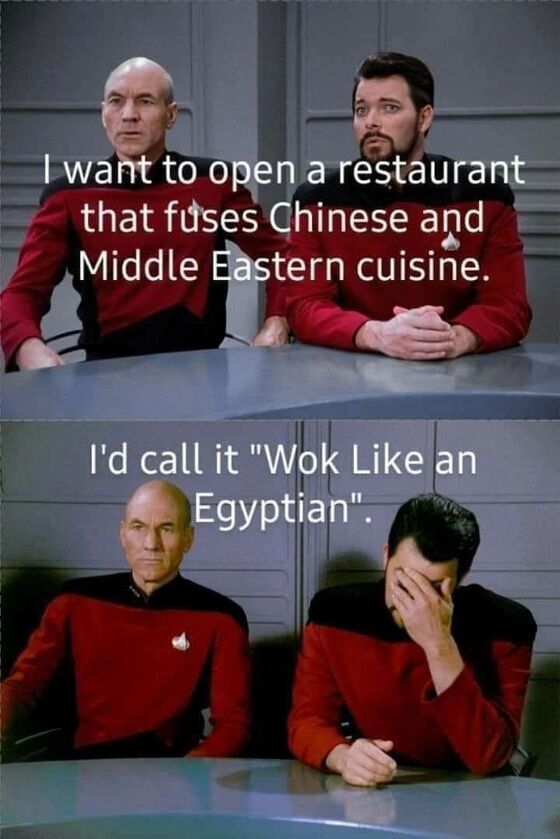 I want to open a restaurant
that fuses Chinese and
Middle Eastern cuisine.
I'd call it "Wok Like an
Egyptian".